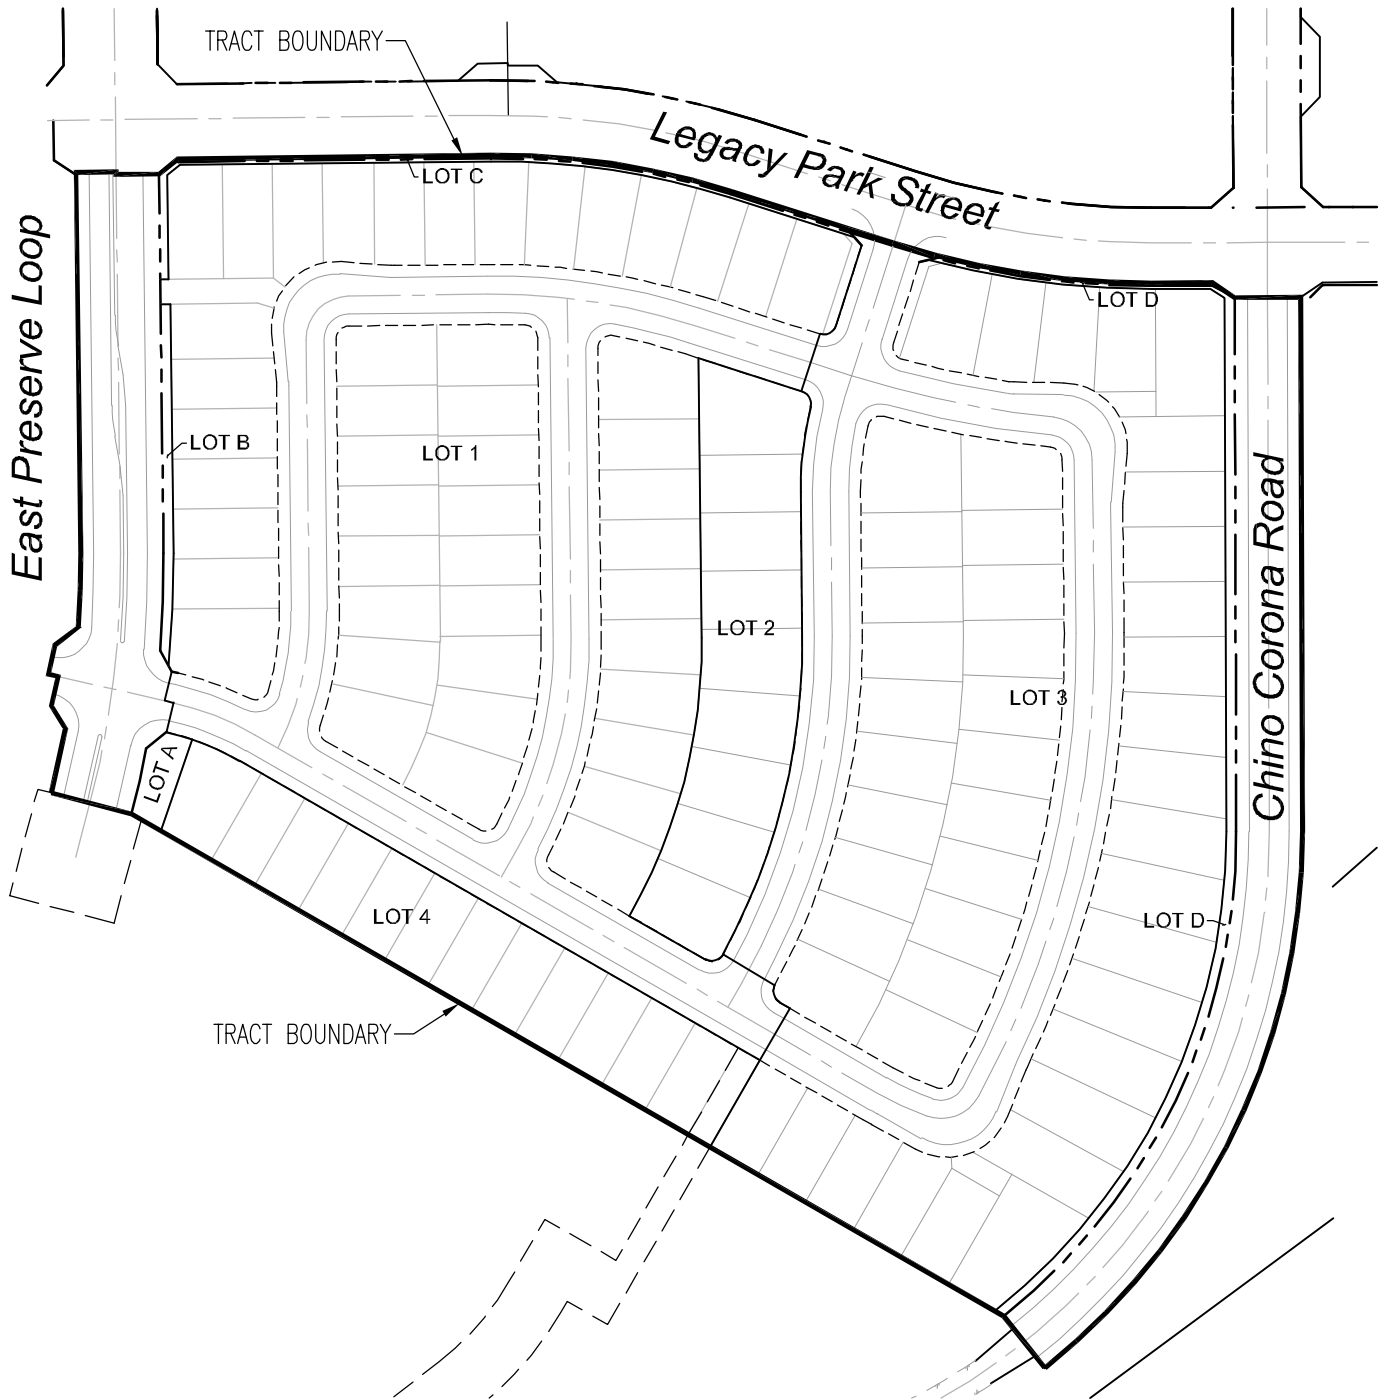 TRACT BOUNDARY
Legacy Park Street
LOT C
East Preserve Loop
LOT D
LOT B
LOT 1
Chino Corona Road
LOT 2
LOT 3
LOT A
LOT 4
LOT D
TRACT BOUNDARY